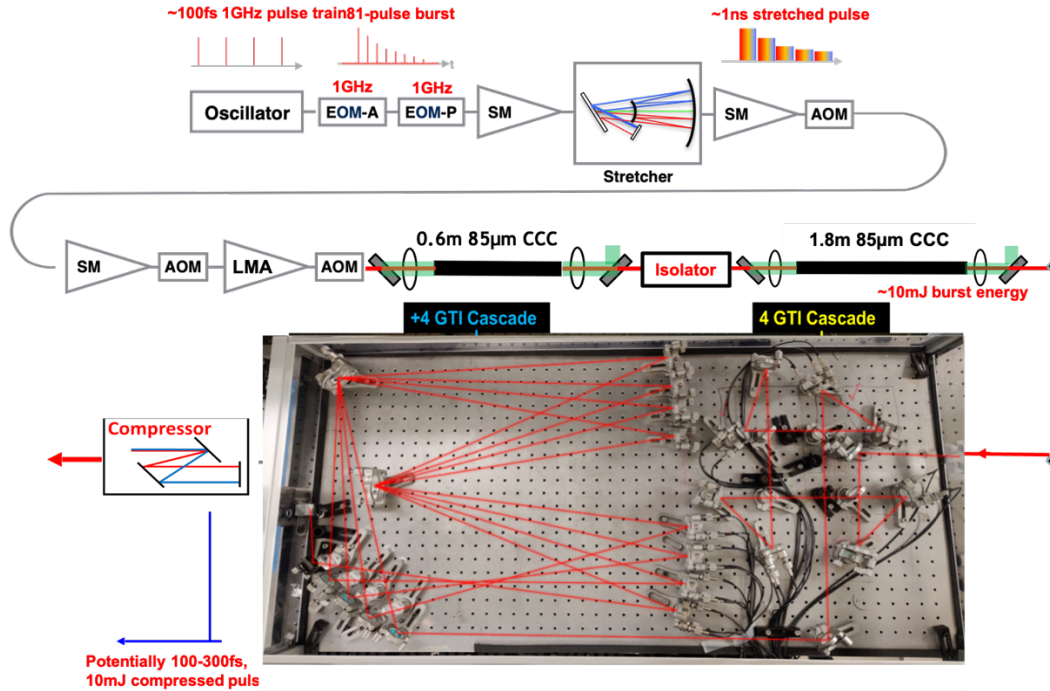 ~100fs 1GHz pulse train81-pulse burst
~1ns stretched pulse
t
1GHz
1GHz
Oscillator
EOM-A
EOM-P
SM
SM
AOM
Stretcher
0.6m 85µm CCC
1.8m 85µm CCC
SM
AOM
LMA
AOM
Isolator
~10mJ burst energy
+4 GTI Cascade
4 GTI Cascade
Compressor
Potentially 100-300fs,
10mJ compressed puls